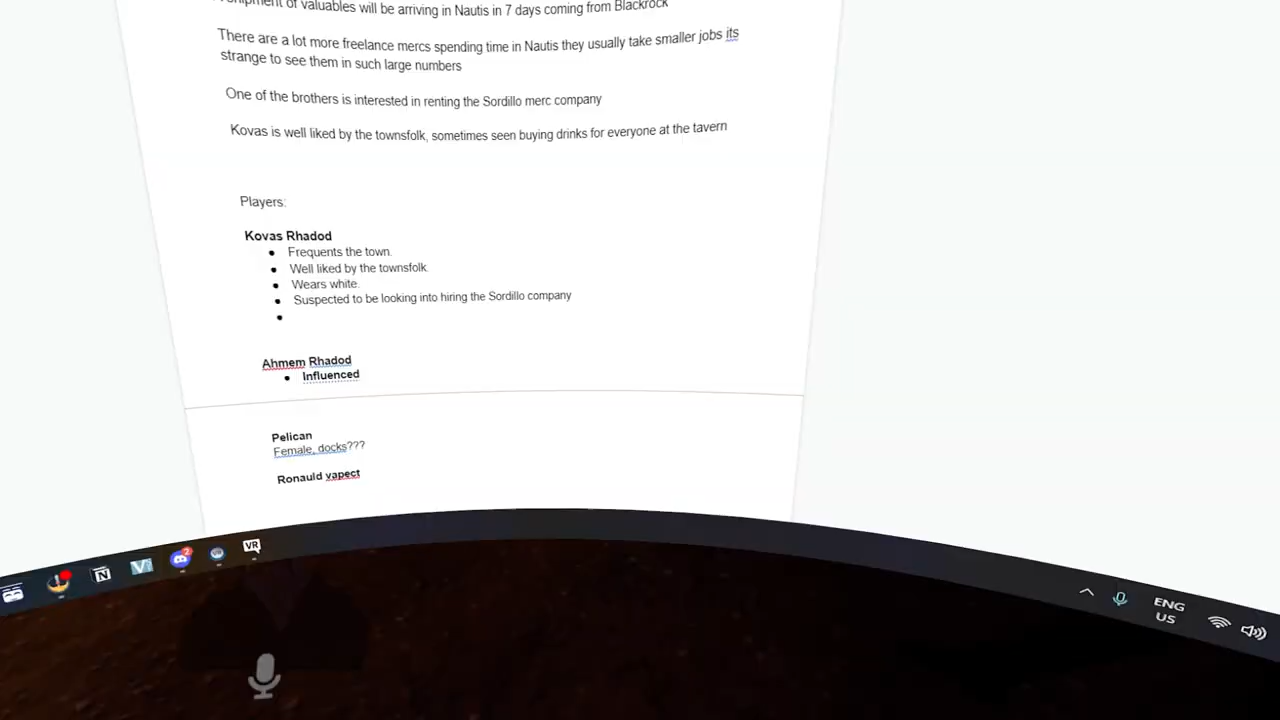 of valuables will be arriving in Nautis in 7 days coming from Blackrock
There are a lot more freelance mercs spending time in Nautis they usually take smaller jobs its
strange to see them in such large numbers
One of the brothers is interested in renting the Sordillo merc company
Kovas is well liked by the townsfolk, sometimes seen buying drinks for everyone at the tavern
Players:
Kovas Rhadod
Frequents the town.
Well liked by the townsfolk.
Wears white.
Suspected to be looking into hiring the Sordillo company
Ahmem Rhadod
Influenced
Pelican
Female, docks???
Ronauld vapect
VR
2
ENG
US